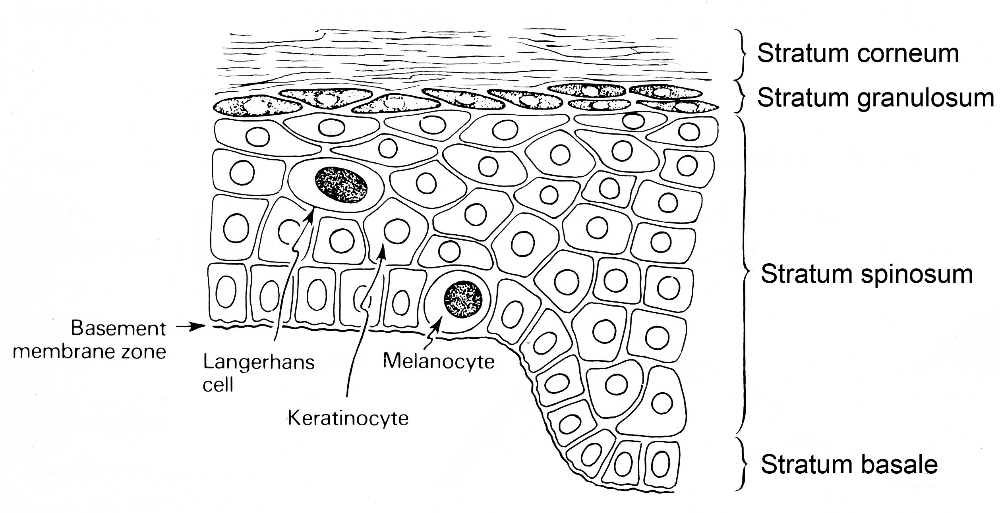 Stratum corneum
Stratum granulosum
Stratum spinosum
Basement
membrane zone
Langerhans
cell
Melanocyte
Keratinocyte
Stratum basale